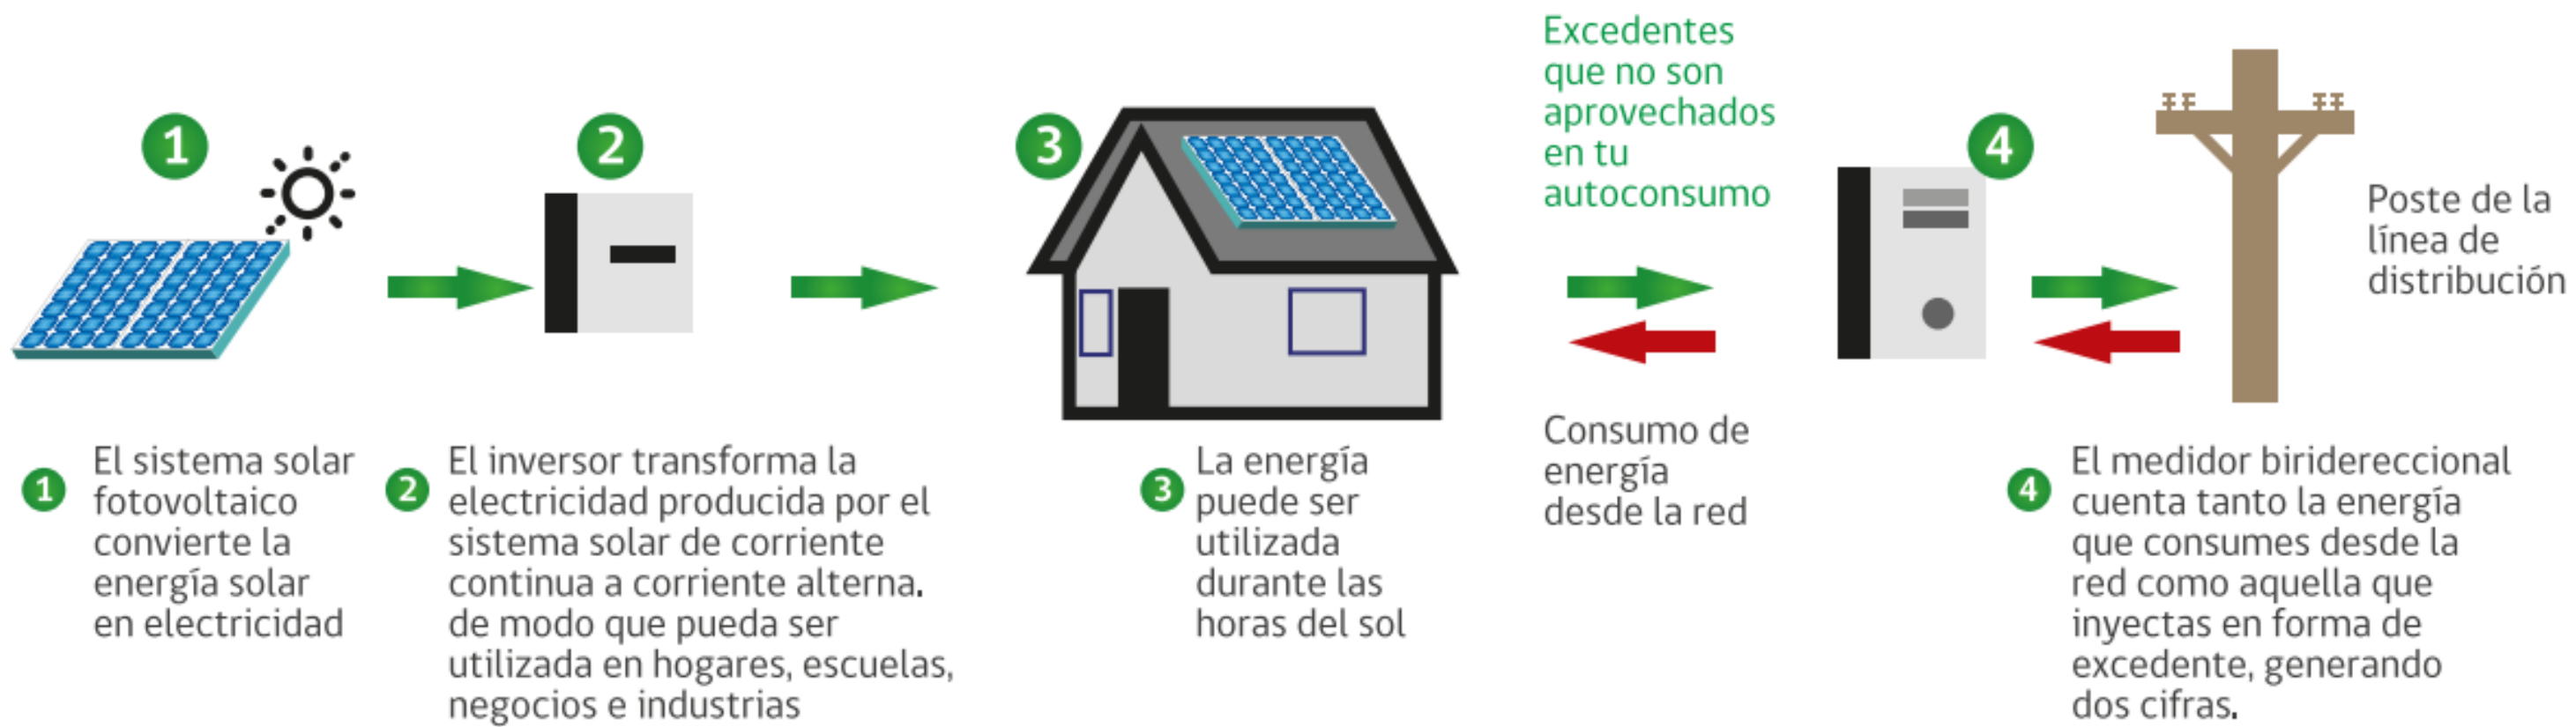 1
2
3
Excedentes
que no son
aprovechados
en tu
autoconsumo
4
Poste de la
línea de
distribución
1
El sistema solar
fotovoltaico
convierte la
energía solar
en electricidad
2
El inversor transforma la
electricidad producida por el
sistema solar de corriente
continua a corriente alterna.
de modo que pueda ser
utilizada en hogares, escuelas,
negocios e industrias
3
La energía
puede ser
utilizada
durante las
horas del sol
Consumo de
energía
desde la red
4
El medidor biridereccional
cuenta tanto la energía
que consumes desde la
red como aquella que
inyectas en forma de
excedente, generando
dos cifras.